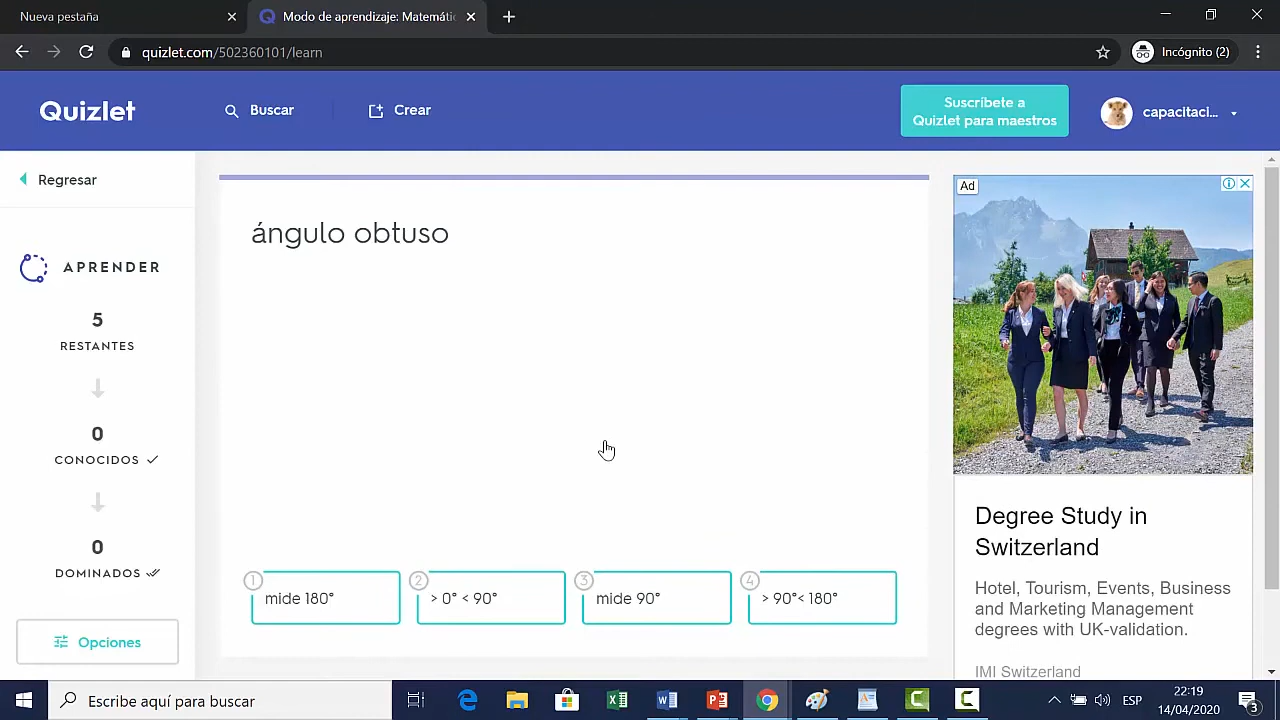 Nueva pestaña
Modo de aprendizaje: Matemátic
quizlet.com/502360101/learn
Incógnito (2)
Quizlet
Buscar
Crear
Suscríbete a
Quizlet para maestros
capacitaci...
Regresar
APRENDER
5
RESTANTES
0
CONOCIDOS
0
DOMINADOS
Opciones
ángulo obtuso
1
mide 180°
2
> 0° < 90°
3
mide 90°
4
> 90°< 180°
Ad
Degree Study in
Switzerland
Hotel, Tourism, Events, Business
and Marketing Management
degrees with UK-validation.
IMI Switzerland
Escribe aquí para buscar
ESP
22:19
14/04/2020
3